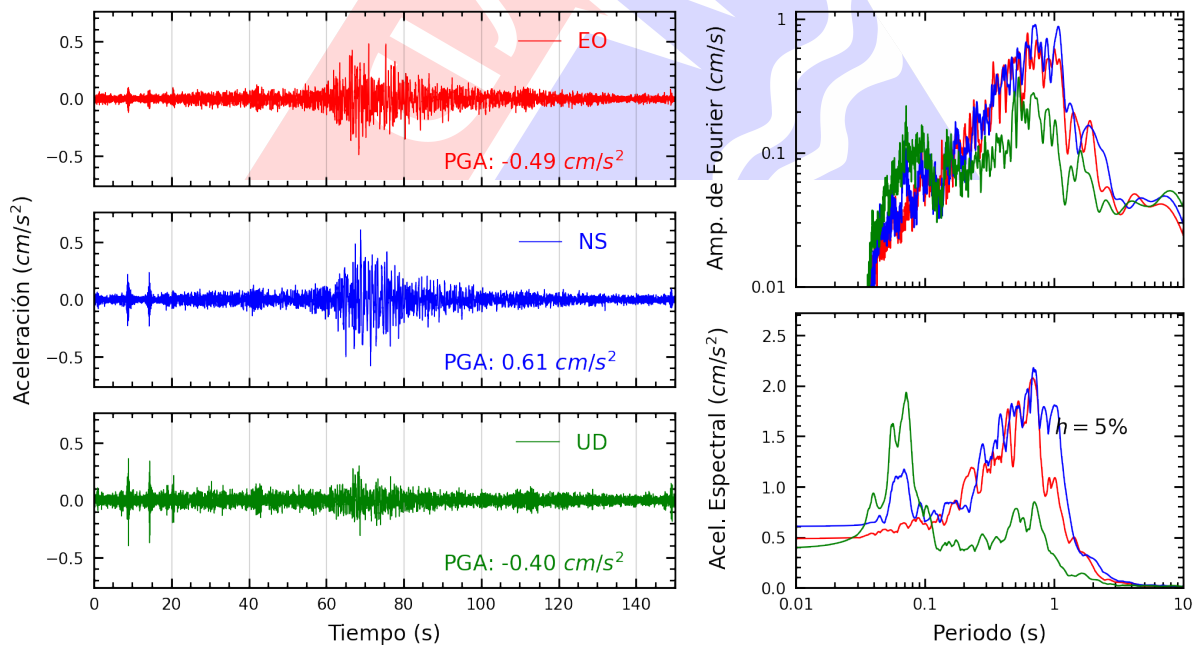 Aceleración (cm/s²)
0.5
0.0
−0.5
EO
PGA: -0.49 cm/s²
0.5
0.0
−0.5
NS
PGA: 0.61 cm/s²
0.5
0.0
−0.5
UD
PGA: -0.40 cm/s²
0 20 40 60 80 100 120 140
Tiempo (s)
Amp. de Fourier (cm/s)
1
0.1
0.01
Acel. Espectral (cm/s²)
2.5
2.0
1.5
1.0
0.5
0.0
h = 5%
0.01 0.1 1 10
Periodo (s)